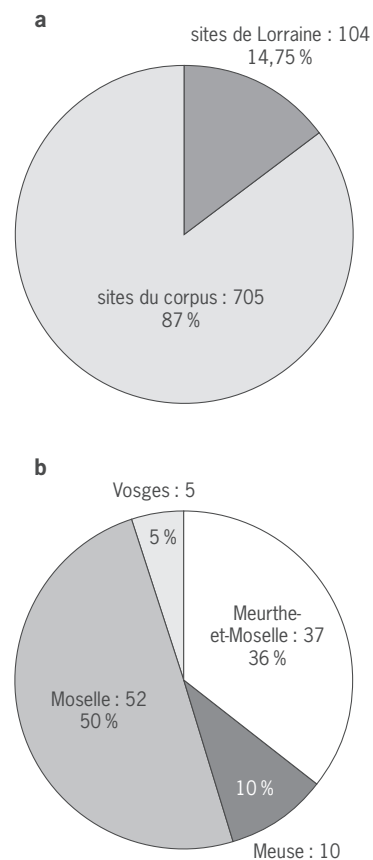 a
sites de Lorraine : 104
14,75 %
sites du corpus : 705
87 %
b
Vosges : 5
5 %
Meurthe-
et-Moselle : 37
36 %
Moselle : 52
50 %
10 %
Meuse : 10